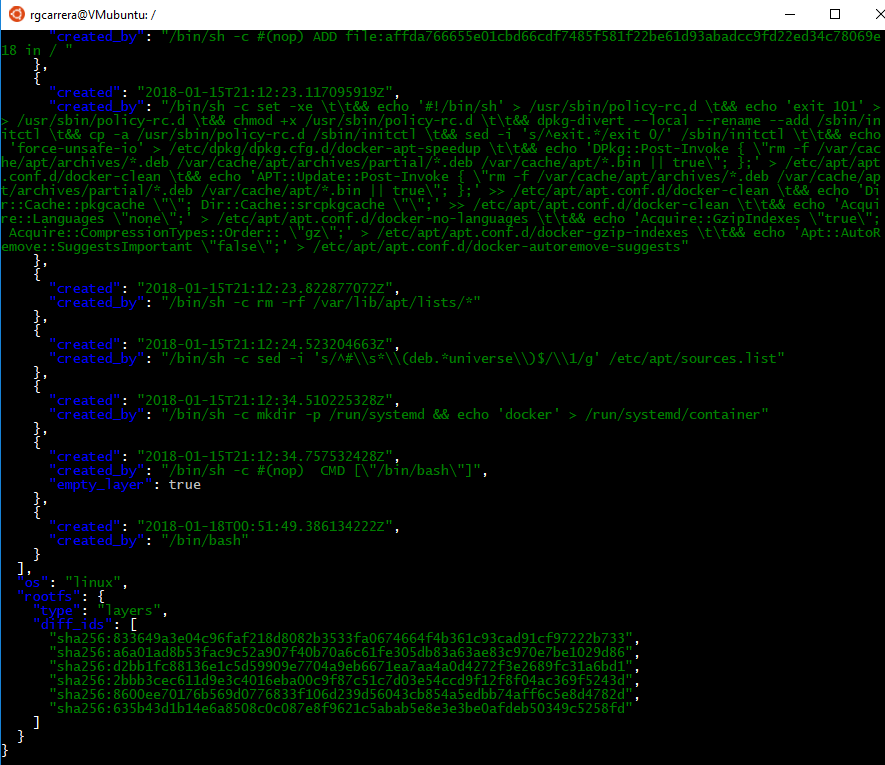 rgcarrera@VMubuntu: /
"created_by": "/bin/sh -c #(nop) ADD file:affda766655e01cbd66cdf7485f581f22be61d93abadcc9fd22ed34c78069e
18 in / "
},
{
"created": "2018-01-15T21:12:23.117095919Z",
"created_by": "/bin/sh -c set -xe \t\t&& echo '#!/bin/sh' > /usr/sbin/policy-rc.d \t&& echo 'exit 101' >
> /usr/sbin/policy-rc.d \t&& chmod +x /usr/sbin/policy-rc.d \t\t&& dpkg-divert --local --rename --add /sbin/in
itctl \t&& cp -a /usr/sbin/policy-rc.d /sbin/initctl \t&& sed -i 's/^exit.*/exit 0/' /sbin/initctl \t\t&& echo
'force-unsafe-io' > /etc/dpkg/dpkg.cfg.d/docker-apt-speedup \t\t&& echo 'DPkg::Post-Invoke { \"rm -f /var/cac
he/apt/archives/*.deb /var/cache/apt/archives/partial/*.deb /var/cache/apt/*.bin || true\"; };' > /etc/apt/apt
.conf.d/docker-clean \t&& echo 'APT::Update::Post-Invoke { \"rm -f /var/cache/apt/archives/*.deb /var/cache/ap
t/archives/partial/*.deb /var/cache/apt/*.bin || true\"; };' >> /etc/apt/apt.conf.d/docker-clean \t&& echo 'Di
r::Cache::pkgcache \"\"; Dir::Cache::srcpkgcache \"\";' >> /etc/apt/apt.conf.d/docker-clean \t\t&& echo 'Acqui
re::Languages \"none\";' > /etc/apt/apt.conf.d/docker-no-languages \t\t&& echo 'Acquire::GzipIndexes \"true\";
Acquire::CompressionTypes::Order:: \"gz\";' > /etc/apt/apt.conf.d/docker-gzip-indexes \t\t&& echo 'Apt::AutoR
emove::SuggestsImportant \"false\";' > /etc/apt/apt.conf.d/docker-autoremove-suggests"
},
{
"created": "2018-01-15T21:12:23.822877072Z",
"created_by": "/bin/sh -c rm -rf /var/lib/apt/lists/*"
},
{
"created": "2018-01-15T21:12:24.523204663Z",
"created_by": "/bin/sh -c sed -i 's/^#\\s*\\(deb.*universe\\)$/\\1/g' /etc/apt/sources.list"
},
{
"created": "2018-01-15T21:12:34.510225328Z",
"created_by": "/bin/sh -c mkdir -p /run/systemd && echo 'docker' > /run/systemd/container"
},
{
"created": "2018-01-15T21:12:34.757532428Z",
"created_by": "/bin/sh -c #(nop)  CMD [\"/bin/bash\"]",
"empty_layer": true
},
{
"created": "2018-01-18T00:51:49.386134222Z",
"created_by": "/bin/bash"
}
],
"os": "linux",
"rootfs": {
"type": "layers",
"diff_ids": [
"sha256:833649a3e04c96faf218d8082b3533fa0674664f4b361c93cad91cf97222b733",
"sha256:a6a01ad8b53fac9c52a907f40b70a6c61fe305db83a63ae83c970e7be1029d86",
"sha256:d2bb1fc88136e1c5d59909e7704a9eb6671ea7aa4a0d4272f3e2689fc31a6bd1",
"sha256:2bbb3cec611d9e3c4016eba00c9f87c51c7d03e54ccd9f12f8f04ac369f5243d",
"sha256:8600ee70176b569d0776833f106d239d56043cb854a5edbb74aff6c5e8d4782d",
"sha256:635b43d1b14e6a8508c0c087e8f9621c5abab5e8e3e3be0afdeb50349c5258fd"
]
}
}